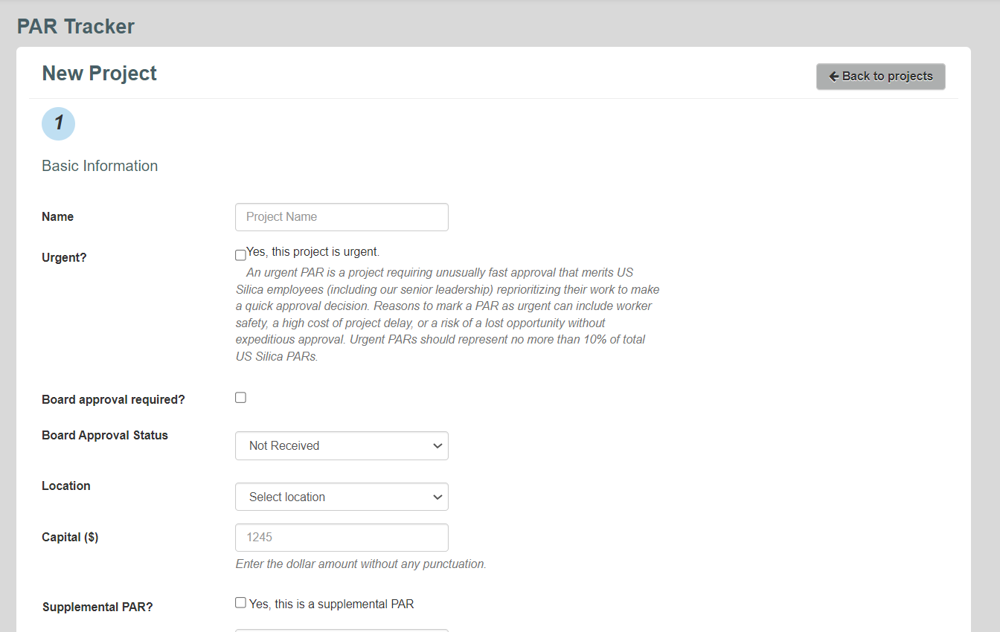 PAR Tracker
New Project
Back to projects
1
Basic Information
Name
Project Name
Urgent?
Yes, this project is urgent.
An urgent PAR is a project requiring unusually fast approval that merits US
Silica employees (including our senior leadership) reprioritizing their work to make
a quick approval decision. Reasons to mark a PAR as urgent can include worker
safety, a high cost of project delay, or a risk of a lost opportunity without
expeditious approval. Urgent PARs should represent no more than 10% of total
US Silica PARs.
Board approval required?
Board Approval Status
Not Received
Location
Select location
Capital ($)
1245
Enter the dollar amount without any punctuation.
Supplemental PAR?
Yes, this is a supplemental PAR